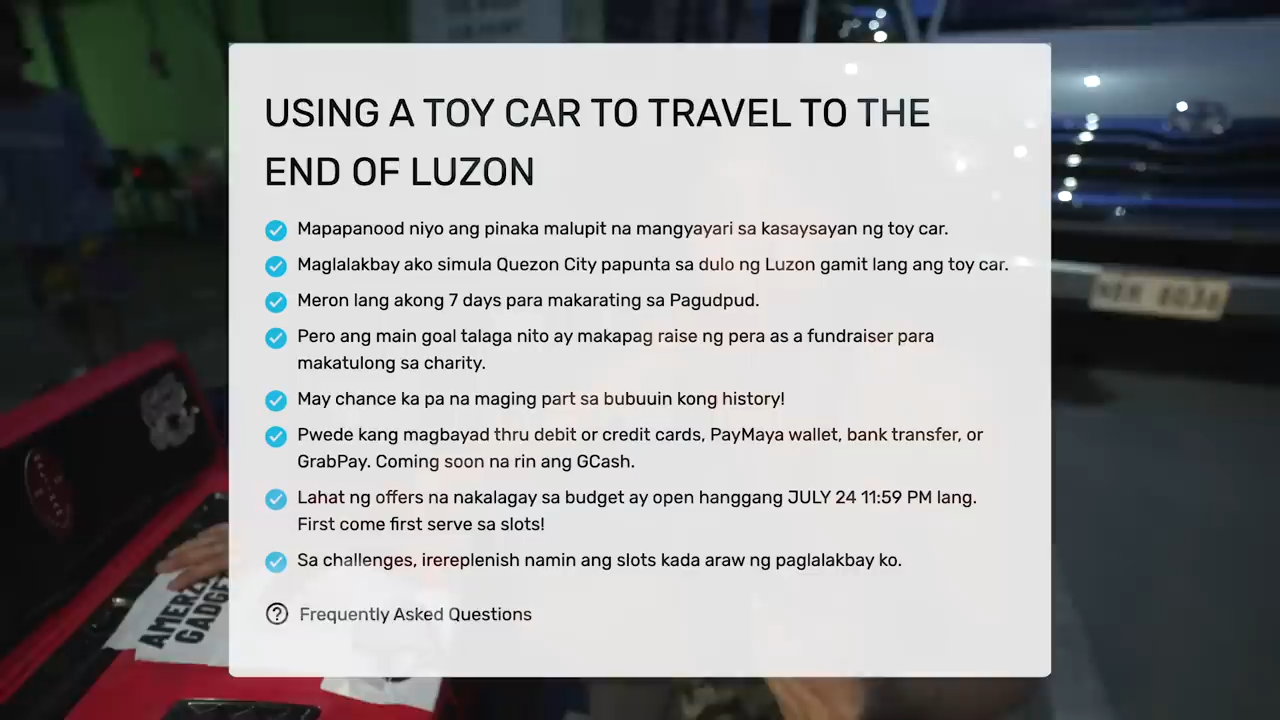 USING A TOY CAR TO TRAVEL TO THE
END OF LUZON
Mapapanood niyo ang pinaka malupit na mangyayari sa kasaysayan ng toy car.
Maglalakbay ako simula Quezon City papunta sa dulo ng Luzon gamit lang ang toy car.
Meron lang akong 7 days para makarating sa Pagudpud.
Pero ang main goal talaga nito ay makapag raise ng pera as a fundraiser para
makatulong sa charity.
May chance ka pa na maging part sa bubuuin kong history!
Pwede kang magbayad thru debit or credit cards, PayMaya wallet, bank transfer, or
GrabPay. Coming soon na rin ang GCash.
Lahat ng offers na nakalagay sa budget ay open hanggang JULY 24 11:59 PM lang.
First come first serve sa slots!
Sa challenges, irereplenish namin ang slots kada araw ng paglalakbay ko.
Frequently Asked Questions